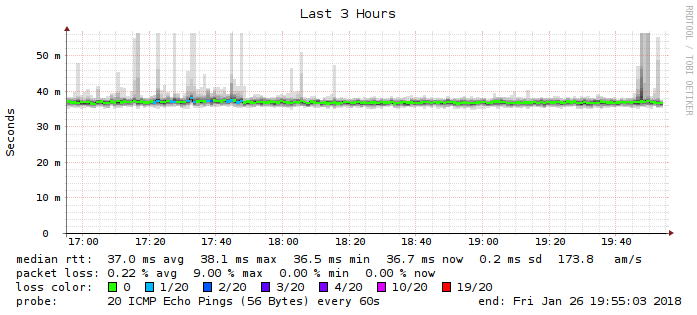 Last 3 Hours
RRDTOOL / TOBI OETIKER
Seconds
50 m
40 m
30 m
20 m
10 m
0
17:00 17:20 17:40 18:00 18:20 18:40 19:00 19:20 19:40
median rtt: 37.0 ms avg 38.1 ms max 36.5 ms min 36.7 ms now 0.2 ms sd 173.8 am/s
packet loss: 0.22 % avg 9.00 % max 0.00 % min 0.00 % now
loss color: 0 1/20 2/20 3/20 4/20 10/20 19/20
probe: 20 ICMP Echo Pings (56 Bytes) every 60s end: Fri Jan 26 19:55:03 2018